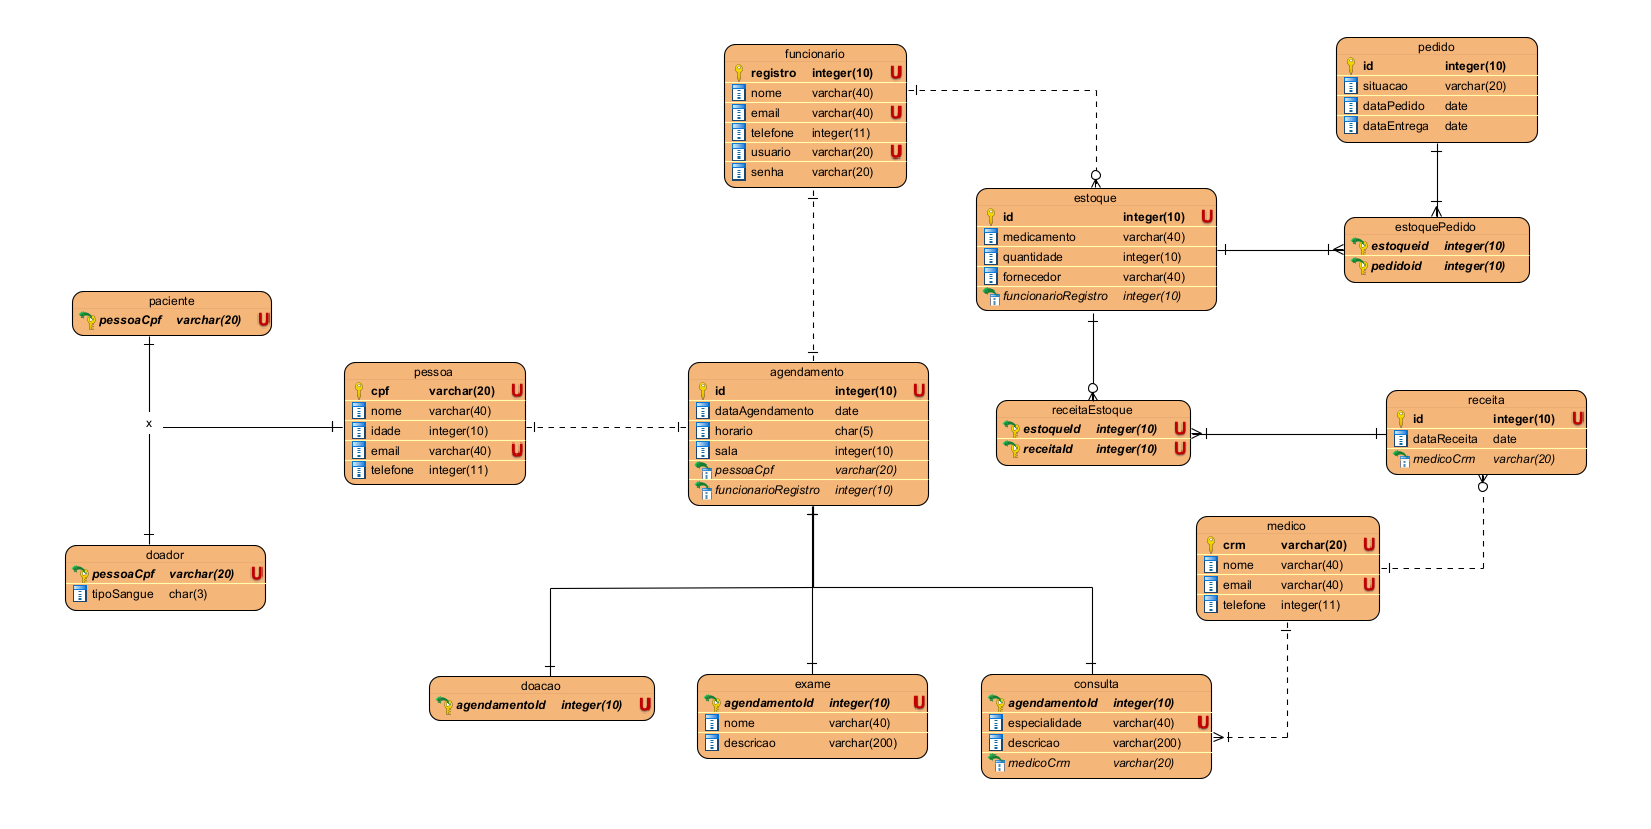 funcionario
registro integer(10) U
nome varchar(40)
email varchar(40) U
telefone integer(11)
usuario varchar(20) U
senha varchar(20)
pedido
id integer(10)
situacao varchar(20)
dataPedido date
dataEntrega date
estoque
id integer(10) U
medicamento varchar(40)
quantidade integer(10)
fornecedor varchar(40)
funcionarioRegistro integer(10)
estoquePedido
estoqueid integer(10)
pedidoid integer(10)
paciente
pessoaCpf varchar(20) U
pessoa
cpf varchar(20) U
nome varchar(40)
idade integer(10)
email varchar(40) U
telefone integer(11)
x
agendamento
id integer(10) U
dataAgendamento date
horario char(5)
sala integer(10)
pessoaCpf varchar(20)
funcionarioRegistro integer(10)
receitaEstoque
estoqueId integer(10) U
receitaId integer(10) U
receita
id integer(10) U
dataReceita date
medicoCrm varchar(20)
doador
pessoaCpf varchar(20) U
tipoSangue char(3)
medico
crm varchar(20) U
nome varchar(40)
email varchar(40) U
telefone integer(11)
doacao
agendamentoId integer(10) U
exame
agendamentoId integer(10) U
nome varchar(40)
descricao varchar(200)
consulta
agendamentoId integer(10)
especialidade varchar(40) U
descricao varchar(200)
medicoCrm varchar(20)